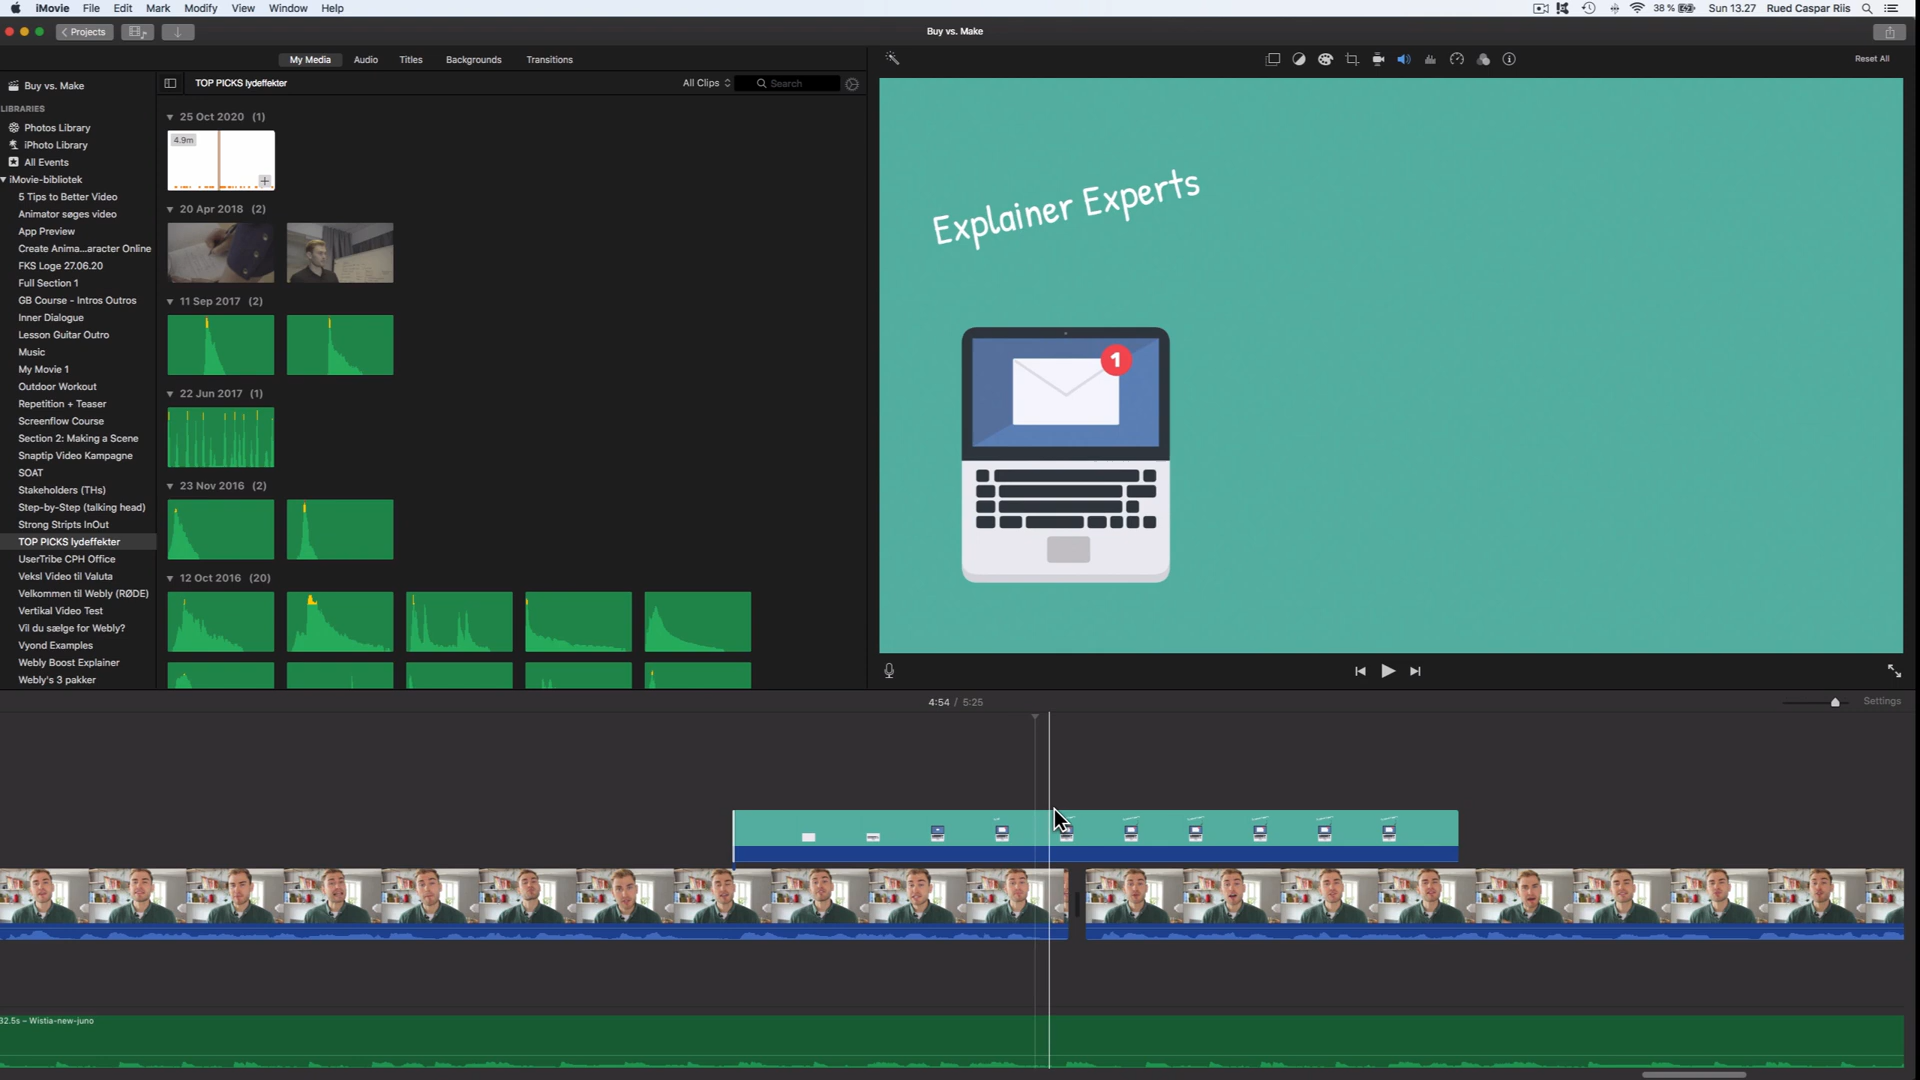 iMovie File Edit Mark Modify View Window Help
38 % Sun 13.27 Rued Caspar Riis
Projects
Buy vs. Make
My Media Audio Titles Backgrounds Transitions
Reset All
Buy vs. Make
LIBRARIES
Photos Library
iPhoto Library
All Events
iMovie-bibliotek
5 Tips to Better Video
Animator søges video
App Preview
Create Anima...aracter Online
FKS Loge 27.06.20
Full Section 1
GB Course - Intros Outros
Inner Dialogue
Lesson Guitar Outro
Music
My Movie 1
Outdoor Workout
Repetition + Teaser
Screenflow Course
Section 2: Making a Scene
Snaptip Video Kampagne
SOAT
Stakeholders (THs)
Step-by-Step (talking head)
Strong Stripts InOut
TOP PICKS lydeffekter
UserTribe CPH Office
Veksl Video til Valuta
Velkommen til Webly (RØDE)
Vertikal Video Test
Vil du sælge for Webly?
Vyond Examples
Webly Boost Explainer
Webly's 3 pakker
TOP PICKS lydeffekter
All Clips
Search
25 Oct 2020 (1)
4.9m
20 Apr 2018 (2)
11 Sep 2017 (2)
22 Jun 2017 (1)
23 Nov 2016 (2)
12 Oct 2016 (20)
Explainer Experts
1
4:54 / 5:25
Settings
32.5s – Wistia-new-juno